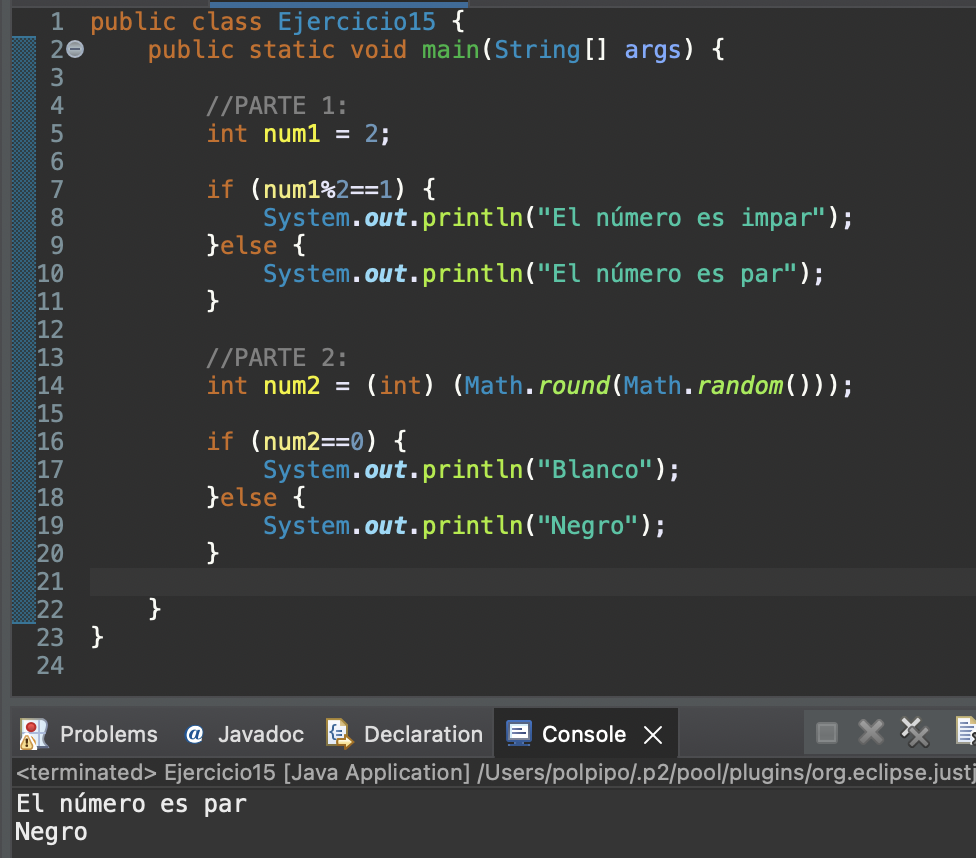 1 public class Ejercicio15 {
2 public static void main(String[] args) {
3
4 //PARTE 1:
5 int num1 = 2;
6
7 if (num1%2==1) {
8 System.out.println("El número es impar");
9 }else {
10 System.out.println("El número es par");
11 }
12
13 //PARTE 2:
14 int num2 = (int) (Math.round(Math.random()));
15
16 if (num2==0) {
17 System.out.println("Blanco");
18 }else {
19 System.out.println("Negro");
20 }
21
22 }
23 }
24
Problems @ Javadoc Declaration Console
<terminated> Ejercicio15 [Java Application] /Users/polpipo/.p2/pool/plugins/org.eclipse.justj
El número es par
Negro